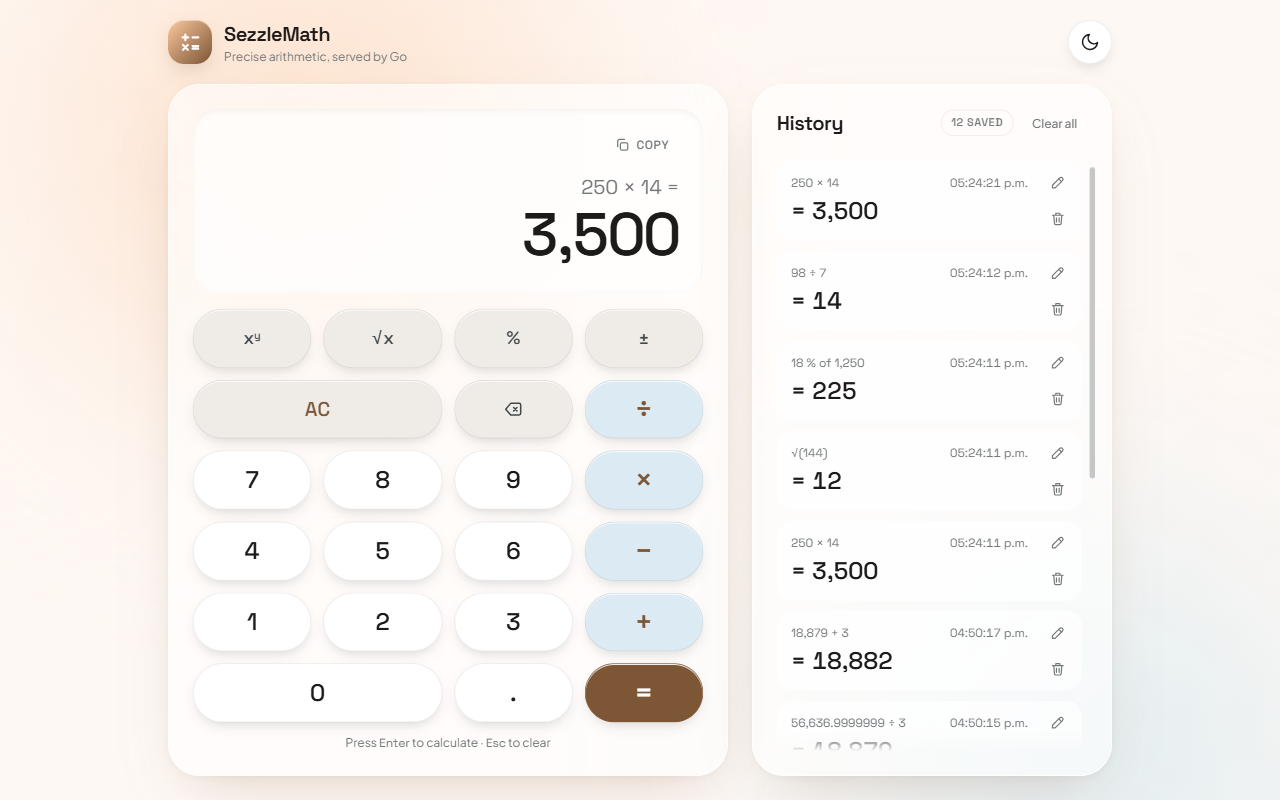 SezzleMath
Precise arithmetic, served by Go
COPY
250 × 14 =
3,500
xʸ √x % ±
AC ÷
7 8 9 ×
4 5 6 −
1 2 3 +
0 . =
Press Enter to calculate · Esc to clear
History 12 SAVED Clear all
250 × 14 05:24:21 p.m.
= 3,500
98 ÷ 7 05:24:12 p.m.
= 14
18 % of 1,250 05:24:11 p.m.
= 225
√(144) 05:24:11 p.m.
= 12
250 × 14 05:24:11 p.m.
= 3,500
18,879 + 3 04:50:17 p.m.
= 18,882
56,636.9999999 ÷ 3 04:50:15 p.m.
= 18,879